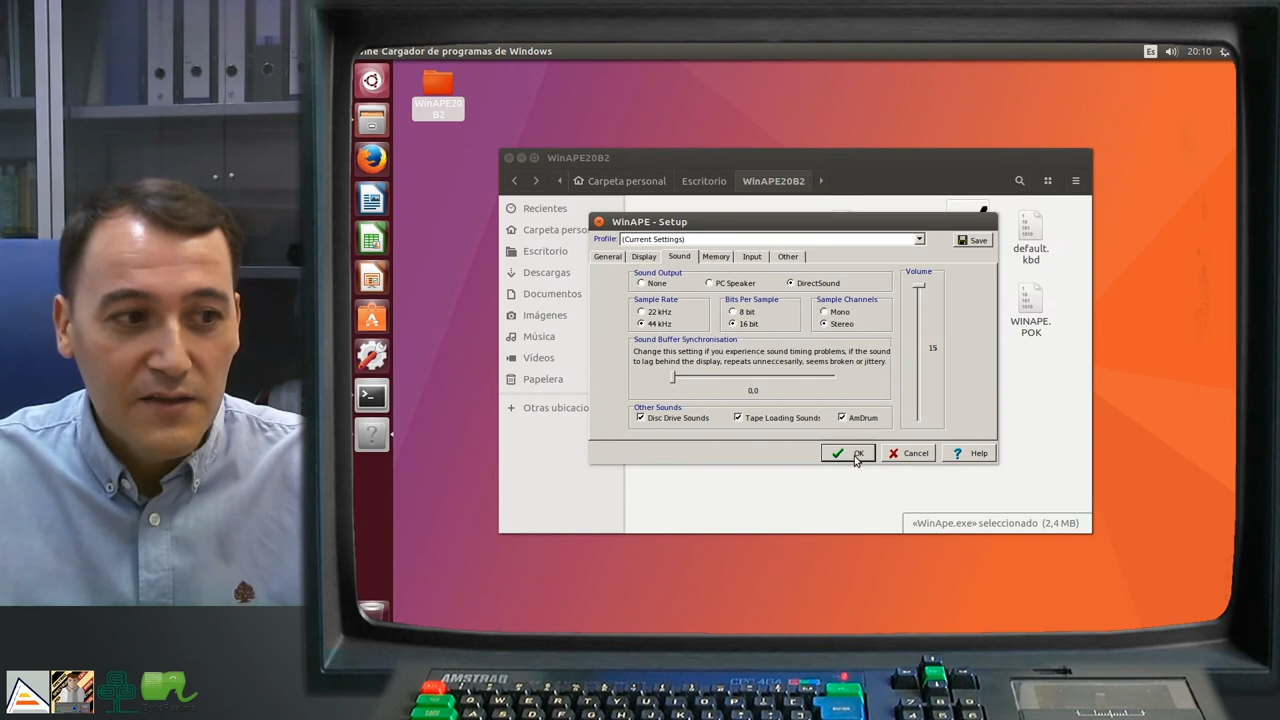 ine Cargador de programas de Windows
Es
20:10
WinAPE20
B2
WinAPE20B2
Carpeta personal
Escritorio
WinAPE20B2
Recientes
Carpeta perso
Escritorio
Descargas
Documentos
Imágenes
Música
Vídeos
Papelera
Otras ubicacio
default.
kbd
WINAPE.
POK
«WinApe.exe» seleccionado (2,4 MB)
WinAPE - Setup
Profile: (Current Settings)
Save
General Display Sound Memory Input Other
Sound Output
None PC Speaker DirectSound
Sample Rate
22 kHz
44 kHz
Bits Per Sample
8 bit
16 bit
Sample Channels
Mono
Stereo
Volume
15
Sound Buffer Synchronisation
Change this setting if you experience sound timing problems, if the sound
to lag behind the display, repeats unneccesarily, seems broken or jittery.
0,0
Other Sounds
Disc Drive Sounds Tape Loading Sounds AmDrum
OK Cancel Help
AMSTRAD
CPC 464